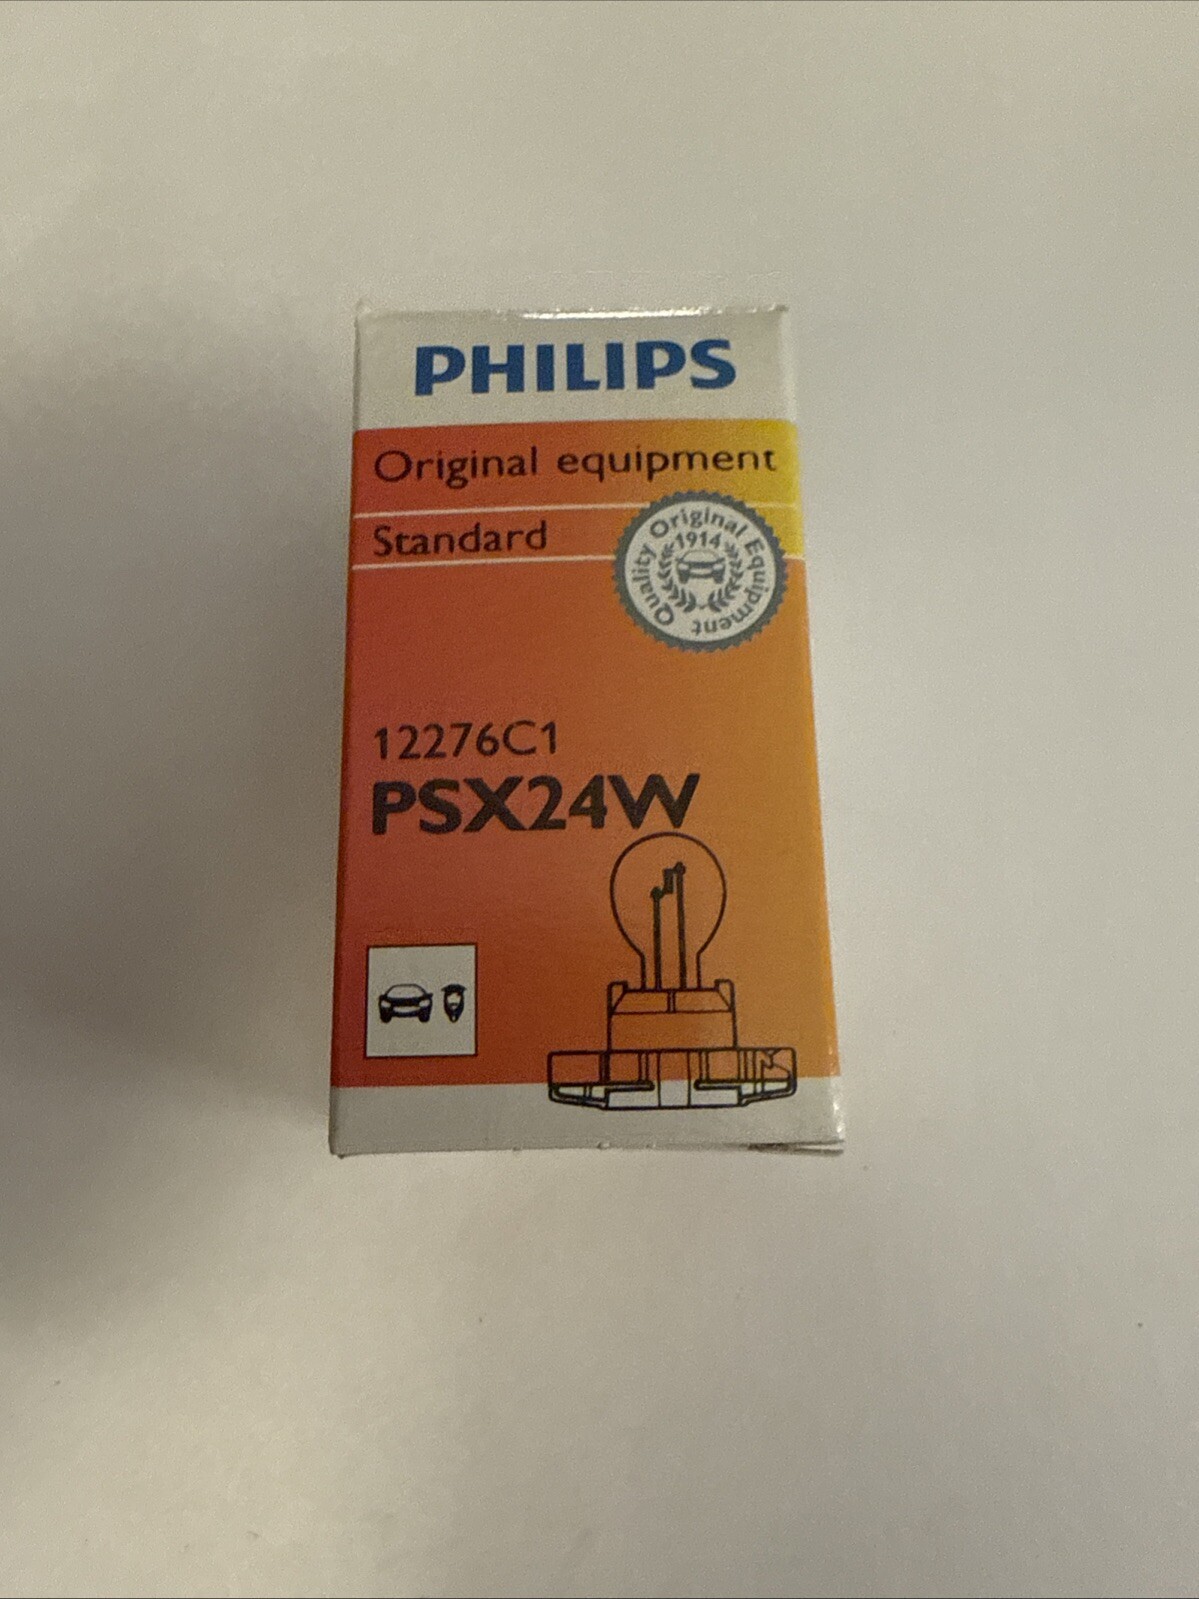 PHILIPS
Original equipment
Standard
Quality Original Equipment
1914
12276C1
PSX24W